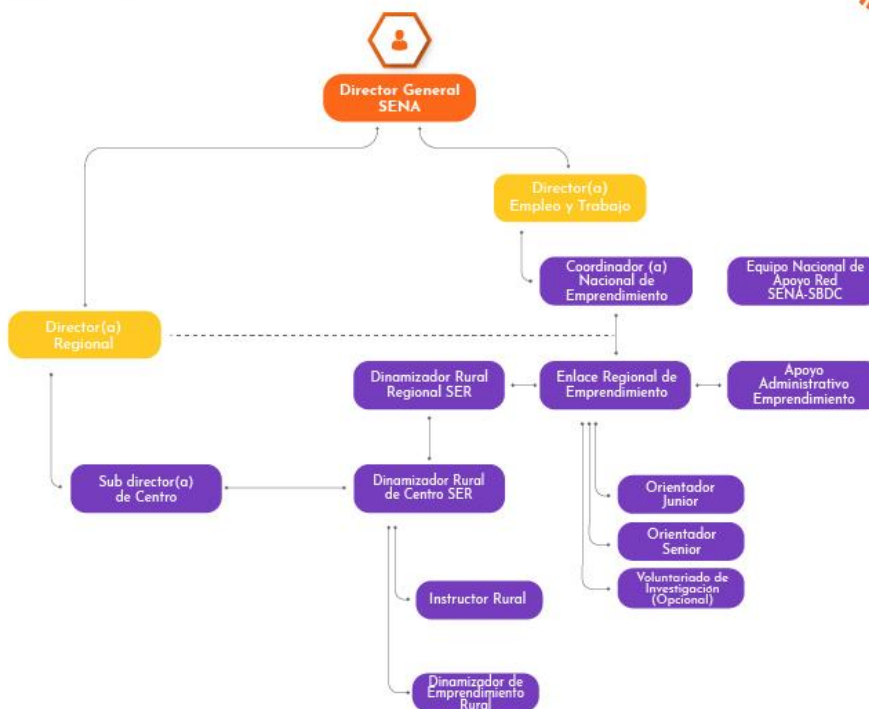 Director General
SENA
Director(a)
Empleo y Trabajo
Coordinador (a)
Nacional de
Emprendimiento
Equipo Nacional de
Apoyo Red
SENA-SBDC
Director(a)
Regional
Dinamizador Rural
Regional SER
Enlace Regional de
Emprendimiento
Apoyo
Administrativo
Emprendimiento
Sub director(a)
de Centro
Dinamizador Rural
de Centro SER
Orientador
Junior
Orientador
Senior
Voluntariado de
Investigación
(Opcional)
Instructor Rural
Dinamizador de
Emprendimiento
Rural